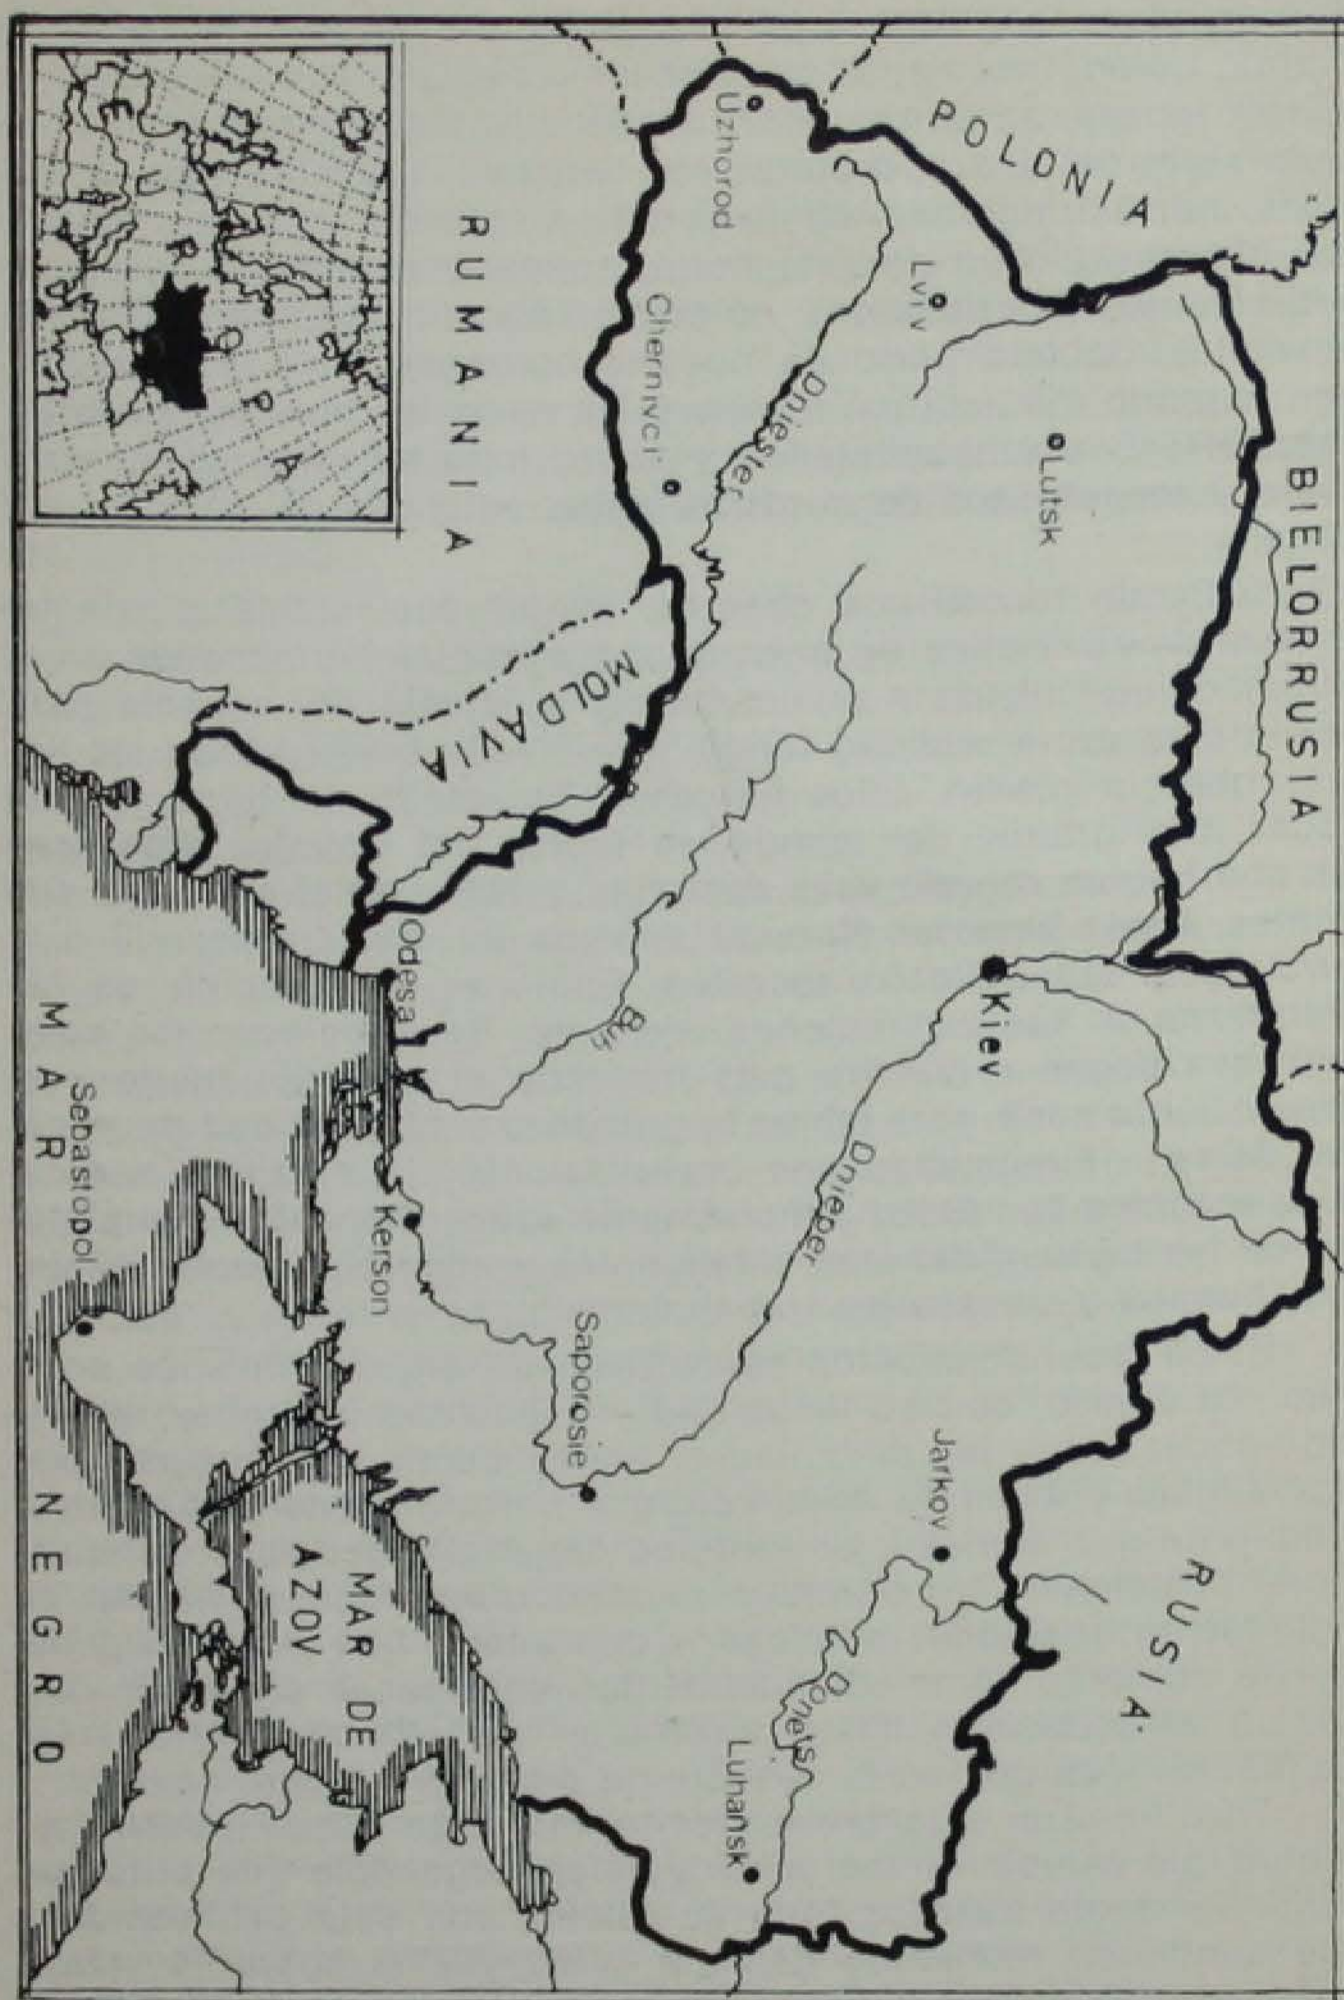 POLONIA
BIELORRUSIA
RUSIA
Uzhorod
Lviv
Lutsk
Kiev
Jarkov
Dniester
Chernivci
Dnieper
Buh
Donets
Luhansk
RUMANIA
MOLDAVIA
Saporosie
Odesa
Kerson
MAR DE
AZOV
Sebastopol
MAR NEGRO
EUROPA